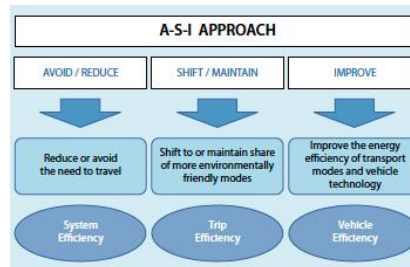 A-S-I APPROACH
AVOID / REDUCE
SHIFT / MAINTAIN
IMPROVE
Reduce or avoid
the need to travel
Shift to or maintain share
of more environmentally
friendly modes
Improve the energy
efficiency of transport
modes and vehicle
technology
System
Efficiency
Trip
Efficiency
Vehicle
Efficiency